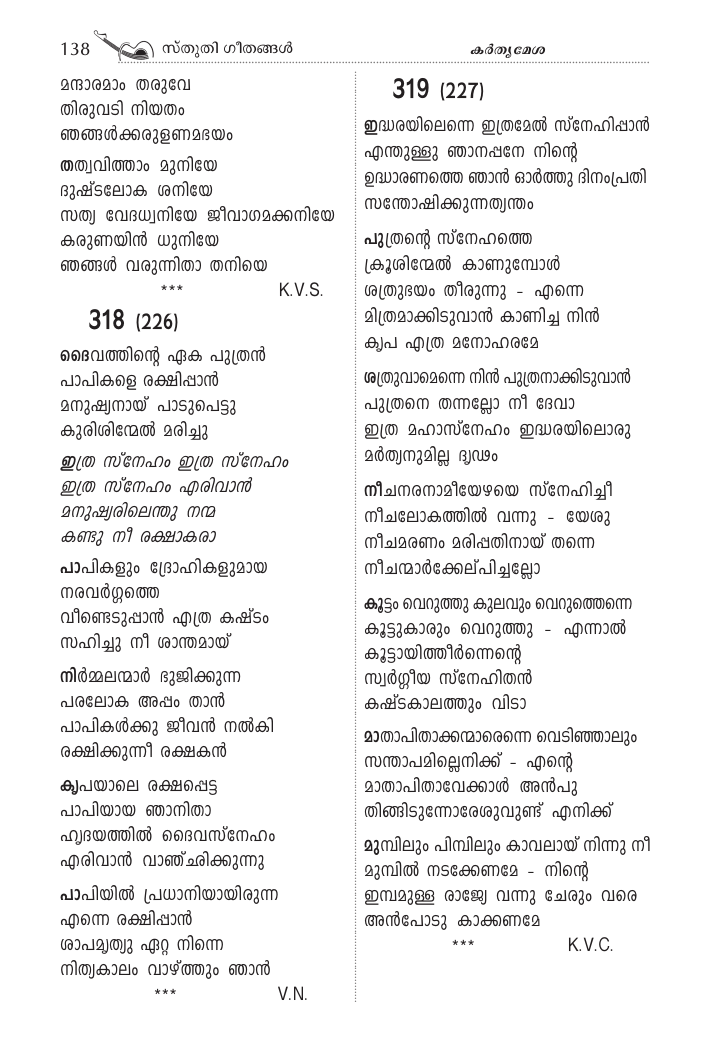 138 സ്തുതി ഗീതങ്ങൾ
കർതൃമേശ
മന്ദാരമാം തരുവേ
തിരുവടി നിയതം
ഞങ്ങൾക്കരുളണമഭയം
തത്വവിത്താം മുനിയേ
ദുഷ്ടലോക ശനിയേ
സത്യ വേദധ്വനിയേ ജീവാഗമക്കനിയേ
കരുണയിൻ ധുനിയേ
ഞങ്ങൾ വരുന്നിതാ തനിയെ
*** K.V.S.
318 (226)
ദൈവത്തിന്റെ ഏക പുത്രൻ
പാപികളെ രക്ഷിപ്പാൻ
മനുഷ്യനായ് പാടുപെട്ടു
കുരിശിന്മേൽ മരിച്ചു
ഇത്ര സ്നേഹം ഇത്ര സ്നേഹം
ഇത്ര സ്നേഹം എരിവാൻ
മനുഷ്യരിലെന്തു നന്മ
കണ്ടു നീ രക്ഷാകരാ
പാപികളും ദ്രോഹികളുമായ
നരവർഗ്ഗത്തെ
വീണ്ടെടുപ്പാൻ എത്ര കഷ്ടം
സഹിച്ചു നീ ശാന്തമായ്
നിർമ്മലന്മാർ ഭുജിക്കുന്ന
പരലോക അപ്പം താൻ
പാപികൾക്കു ജീവൻ നൽകി
രക്ഷിക്കുന്നീ രക്ഷകൻ
കൃപയാലെ രക്ഷപ്പെട്ട
പാപിയായ ഞാനിതാ
ഹൃദയത്തിൽ ദൈവസ്നേഹം
എരിവാൻ വാഞ്ഛിക്കുന്നു
പാപിയിൽ പ്രധാനിയായിരുന്ന
എന്നെ രക്ഷിപ്പാൻ
ശാപമൃത്യു ഏറ്റ നിന്നെ
നിത്യകാലം വാഴ്ത്തും ഞാൻ
*** V.N.
319 (227)
ഇദ്ധരയിലെന്നെ ഇത്രമേൽ സ്നേഹിപ്പാൻ
എന്തുള്ളു ഞാനപ്പനേ നിന്റെ
ഉദ്ധാരണത്തെ ഞാൻ ഓർത്തു ദിനംപ്രതി
സന്തോഷിക്കുന്നത്യന്തം
പുത്രന്റെ സ്നേഹത്തെ
ക്രൂശിന്മേൽ കാണുമ്പോൾ
ശത്രുഭയം തീരുന്നു - എന്നെ
മിത്രമാക്കിടുവാൻ കാണിച്ച നിൻ
കൃപ എത്ര മനോഹരമേ
ശത്രുവാമെന്നെ നിൻ പുത്രനാക്കിടുവാൻ
പുത്രനെ തന്നല്ലോ നീ ദേവാ
ഇത്ര മഹാസ്നേഹം ഇദ്ധരയിലൊരു
മർത്യനുമില്ല ദൃഢം
നീചനരനാമീയേഴയെ സ്നേഹിച്ചീ
നീചലോകത്തിൽ വന്നു - യേശു
നീചമരണം മരിപ്പതിനായ് തന്നെ
നീചന്മാർക്കേല്പിച്ചല്ലോ
കൂട്ടം വെറുത്തു കുലവും വെറുത്തെന്നെ
കൂട്ടുകാരും വെറുത്തു - എന്നാൽ
കൂട്ടായിത്തീർന്നെന്റെ
സ്വർഗ്ഗീയ സ്നേഹിതൻ
കഷ്ടകാലത്തും വിടാ
മാതാപിതാക്കന്മാരെന്നെ വെടിഞ്ഞാലും
സന്താപമില്ലെനിക്ക് - എന്റെ
മാതാപിതാവേക്കാൾ അൻപു
തിങ്ങിടുന്നോരേശുവുണ്ട് എനിക്ക്
മുമ്പിലും പിമ്പിലും കാവലായ് നിന്നു നീ
മുമ്പിൽ നടക്കേണമേ - നിന്റെ
ഇമ്പമുള്ള രാജ്യേ വന്നു ചേരും വരെ
അൻപോടു കാക്കണമേ
*** K.V.C.